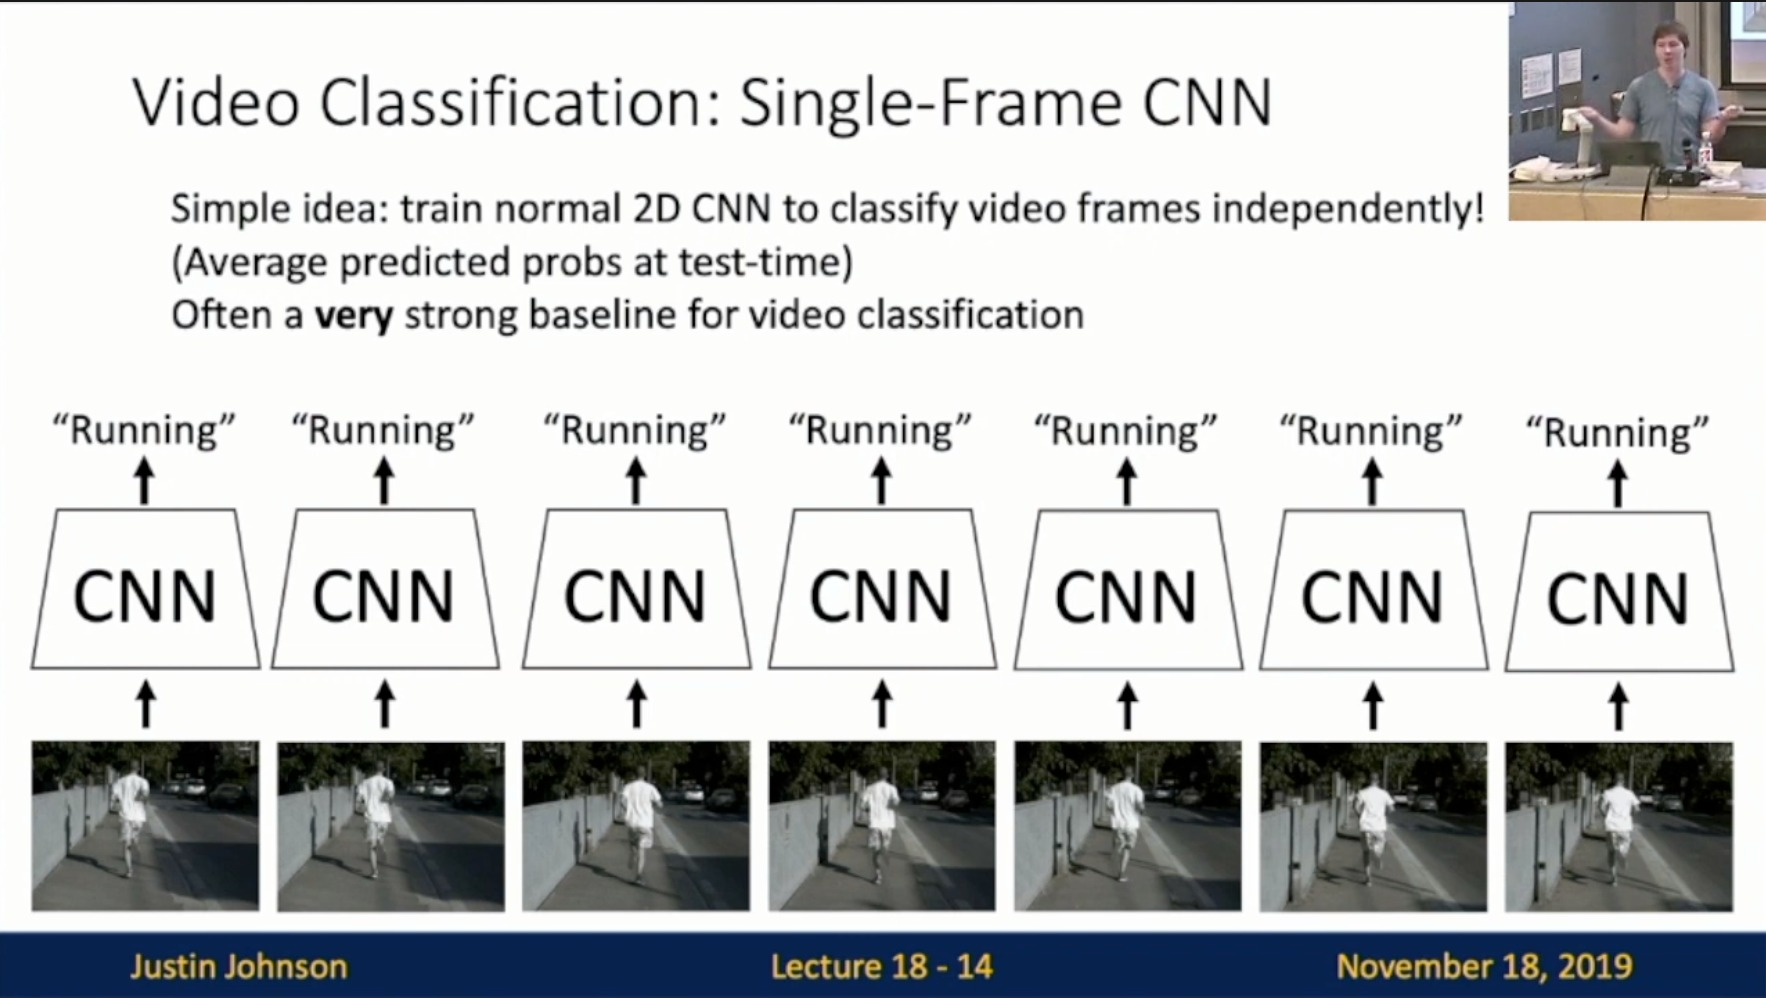 Video Classification: Single-Frame CNN
Simple idea: train normal 2D CNN to classify video frames independently!
(Average predicted probs at test-time)
Often a very strong baseline for video classification
“Running” “Running” “Running” “Running” “Running” “Running” “Running”
CNN CNN CNN CNN CNN CNN CNN
Justin Johnson Lecture 18 - 14 November 18, 2019